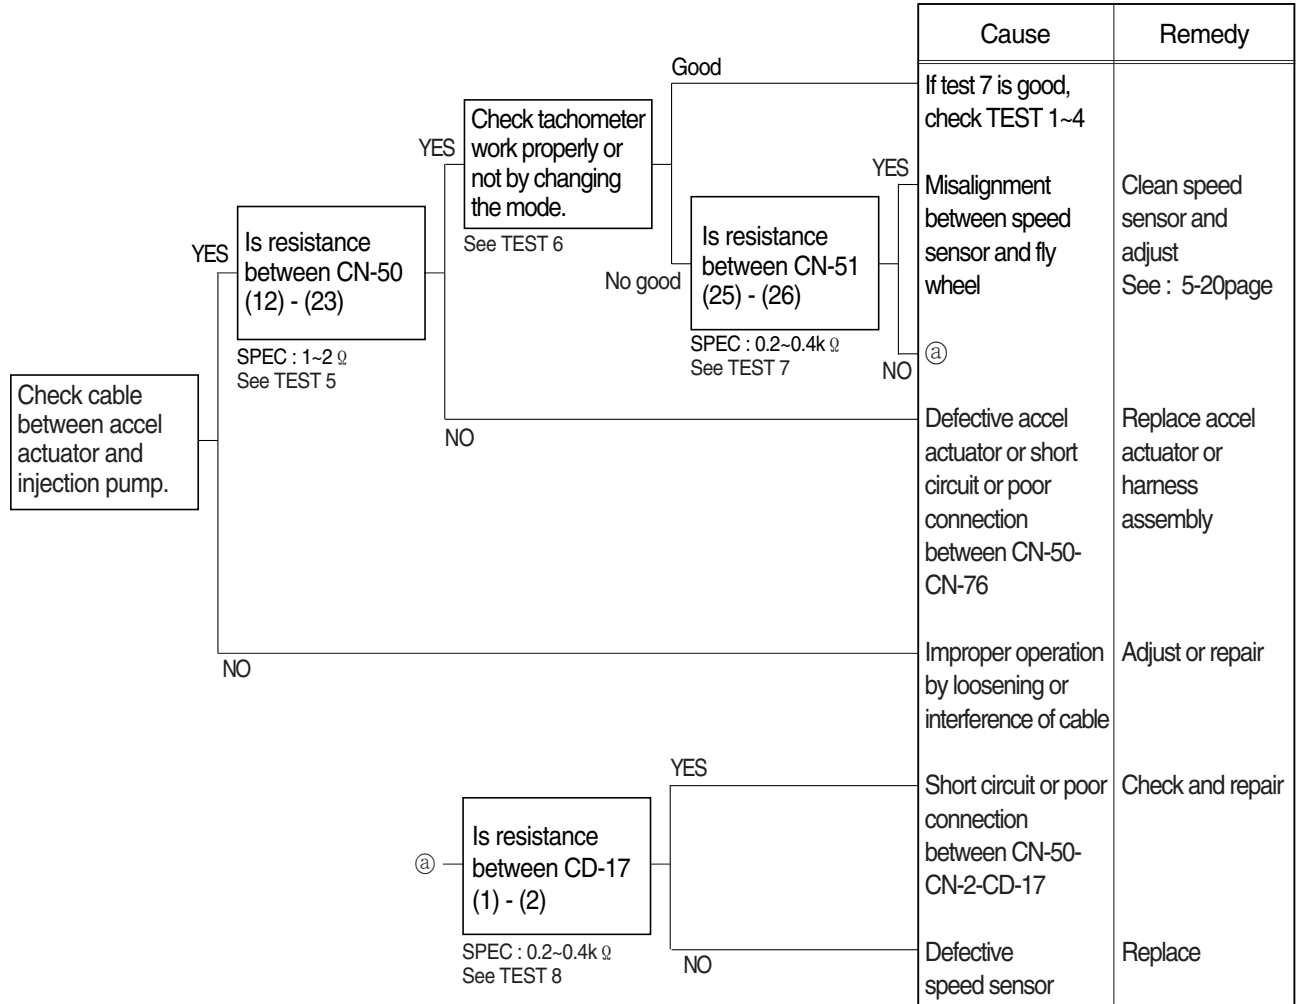 Cause
Remedy
Good
If test 7 is good,
check TEST 1~4
Check tachometer
work properly or
not by changing
the mode.
YES
See TEST 6
YES
Misalignment
between speed
sensor and fly
wheel
Clean speed
sensor and
adjust
See : 5-20page
Is resistance
between CN-51
(25) - (26)
No good
SPEC : 0.2~0.4k Ω
See TEST 7
NO
ⓐ
YES
Is resistance
between CN-50
(12) - (23)
SPEC : 1~2 Ω
See TEST 5
Check cable
between accel
actuator and
injection pump.
NO
Defective accel
actuator or short
circuit or poor
connection
between CN-50-
CN-76
Replace accel
actuator or
harness
assembly
NO
Improper operation
by loosening or
interference of cable
Adjust or repair
YES
Short circuit or poor
connection
between CN-50-
CN-2-CD-17
Check and repair
ⓐ
Is resistance
between CD-17
(1) - (2)
SPEC : 0.2~0.4k Ω
See TEST 8
NO
Defective
speed sensor
Replace